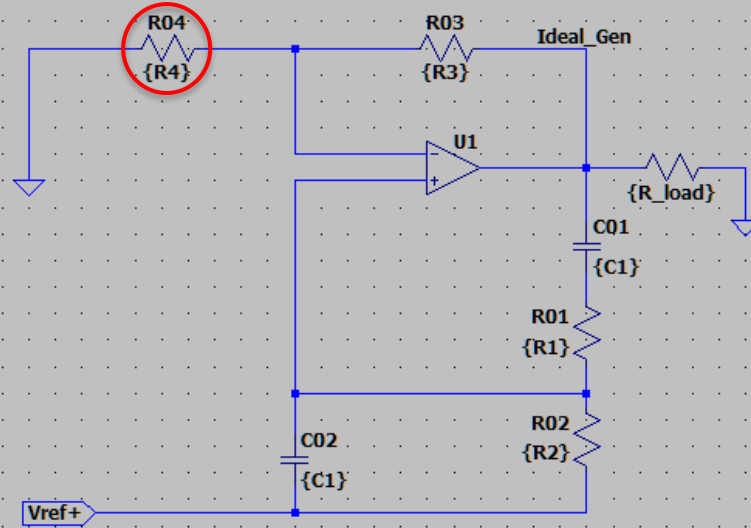 R04
{R4}
R03
{R3}
Ideal_Gen
U1
{R_load}
C01
{C1}
R01
{R1}
R02
{R2}
C02
{C1}
Vref+